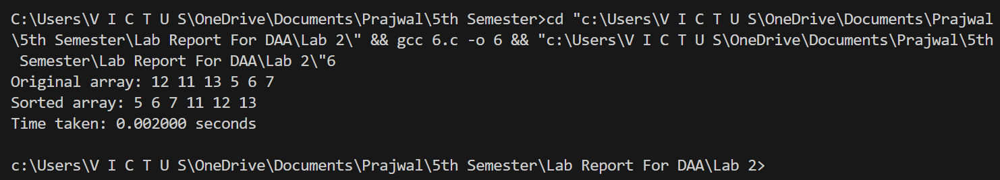 C:\Users\V I C T U S\OneDrive\Documents\Prajwal\5th Semester>cd "c:\Users\V I C T U S\OneDrive\Documents\Prajwal
\5th Semester\Lab Report For DAA\Lab 2\" && gcc 6.c -o 6 && "c:\Users\V I C T U S\OneDrive\Documents\Prajwal\5th
 Semester\Lab Report For DAA\Lab 2\"6
Original array: 12 11 13 5 6 7
Sorted array: 5 6 7 11 12 13
Time taken: 0.002000 seconds
c:\Users\V I C T U S\OneDrive\Documents\Prajwal\5th Semester\Lab Report For DAA\Lab 2>